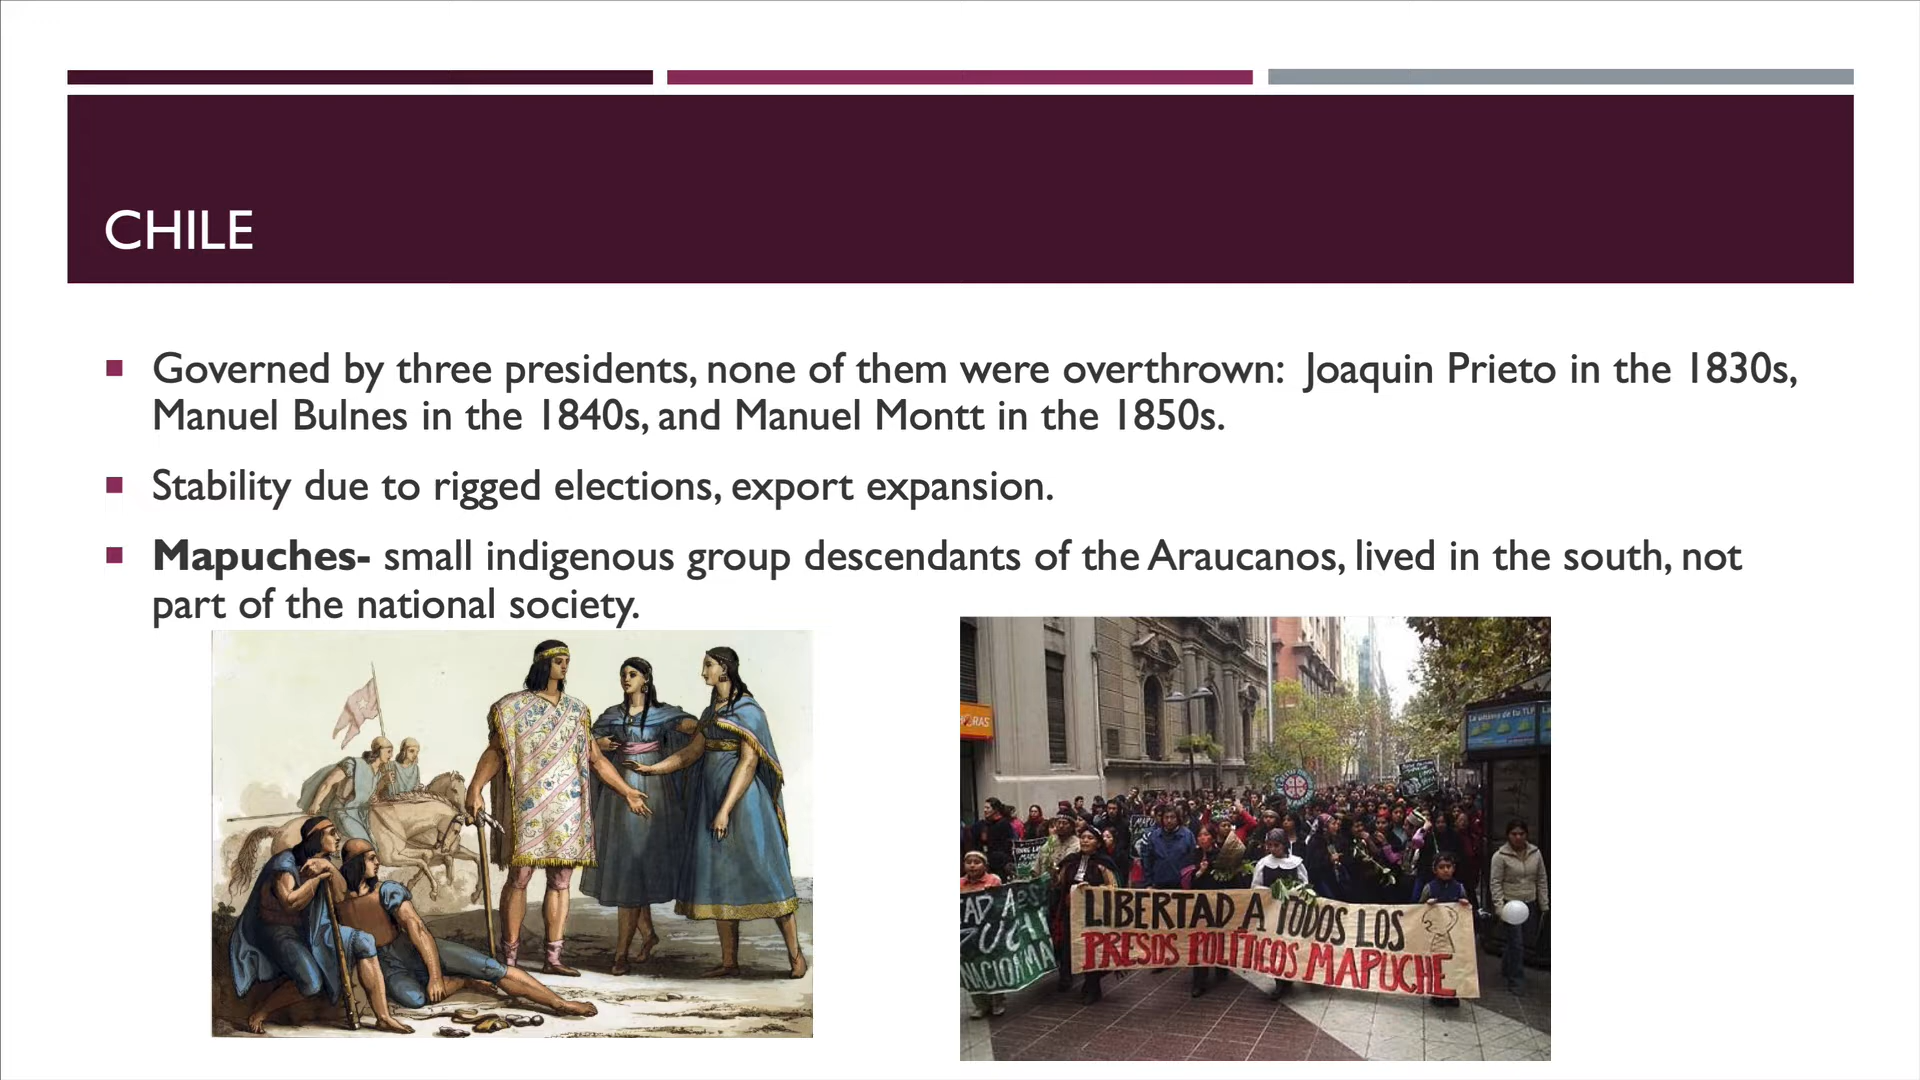 CHILE
Governed by three presidents, none of them were overthrown: Joaquin Prieto in the 1830s,
Manuel Bulnes in the 1840s, and Manuel Montt in the 1850s.
Stability due to rigged elections, export expansion.
Mapuches- small indigenous group descendants of the Araucanos, lived in the south, not
part of the national society.
LIBERTAD A TODOS LOS
PRESOS POLÍTICOS MAPUCHE